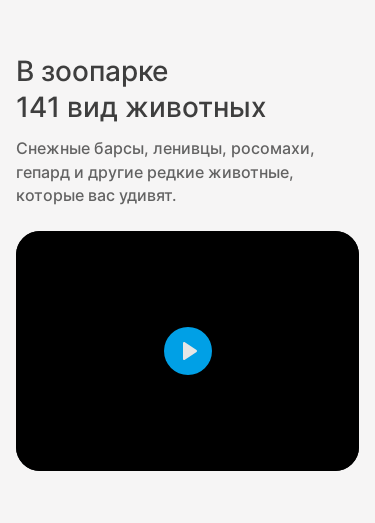 В зоопарке
141 вид животных
Снежные барсы, ленивцы, росомахи,
гепард и другие редкие животные,
которые вас удивят.